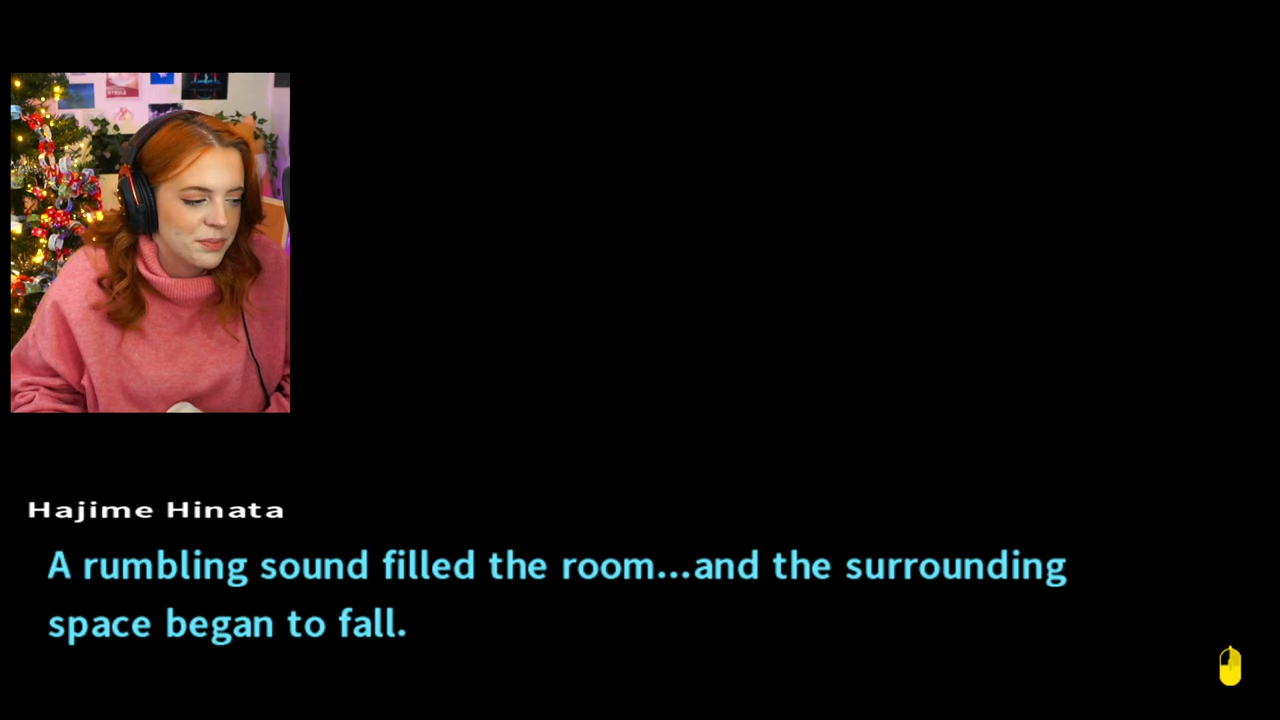 Hajime Hinata
A rumbling sound filled the room...and the surrounding
space began to fall.